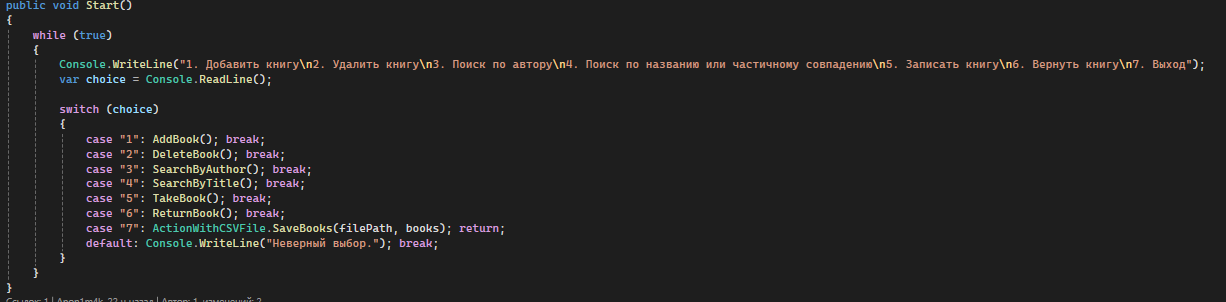 public void Start()
{
while (true)
{
Console.WriteLine("1. Добавить книгу\n2. Удалить книгу\n3. Поиск по автору\n4. Поиск по названию или частичному совпадению\n5. Записать книгу\n6. Вернуть книгу\n7. Выход");
var choice = Console.ReadLine();
switch (choice)
{
case "1": AddBook(); break;
case "2": DeleteBook(); break;
case "3": SearchByAuthor(); break;
case "4": SearchByTitle(); break;
case "5": TakeBook(); break;
case "6": ReturnBook(); break;
case "7": ActionWithCSVFile.SaveBooks(filePath, books); return;
default: Console.WriteLine("Неверный выбор."); break;
}
}
}